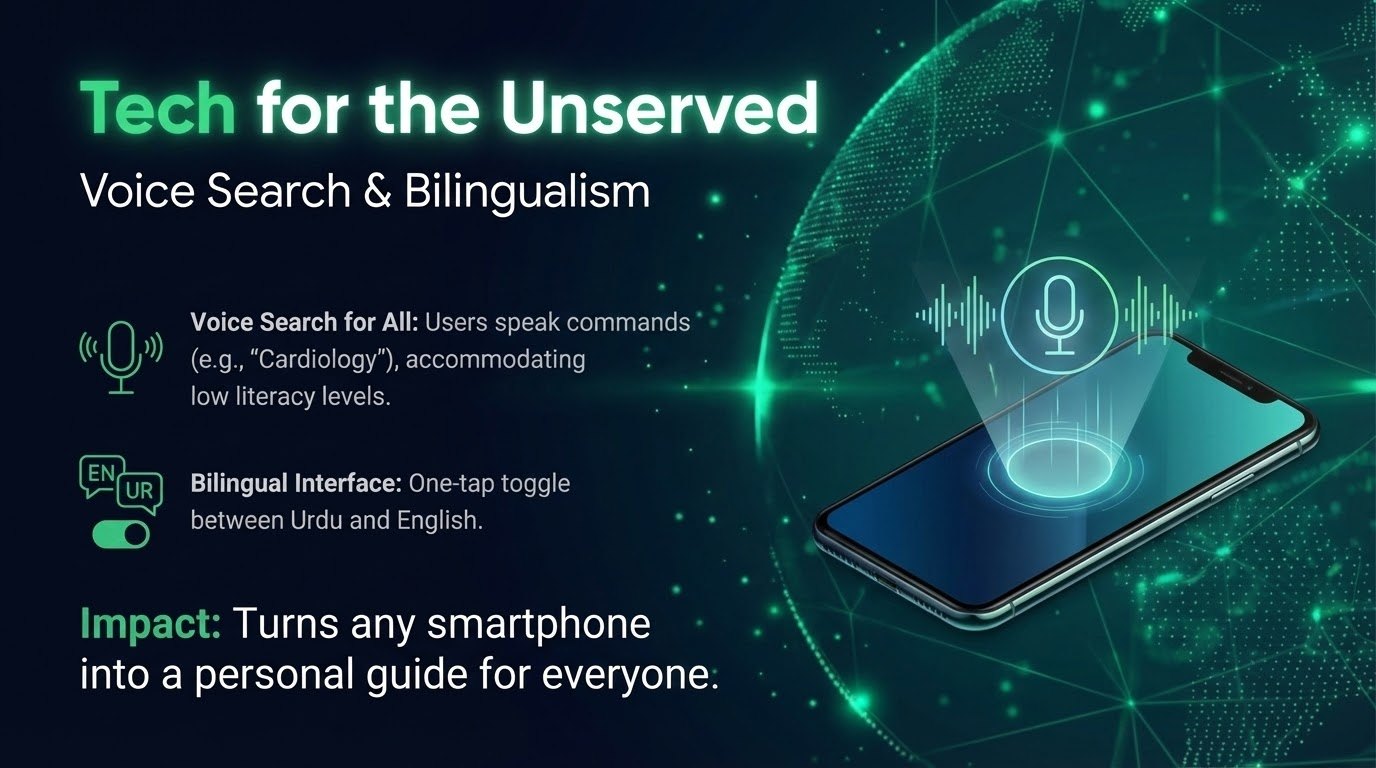 Tech for the Unserved
Voice Search & Bilingualism
Voice Search for All: Users speak commands
(e.g., “Cardiology”), accommodating
low literacy levels.
EN
UR
Bilingual Interface: One-tap toggle
between Urdu and English.
Impact: Turns any smartphone
into a personal guide for everyone.